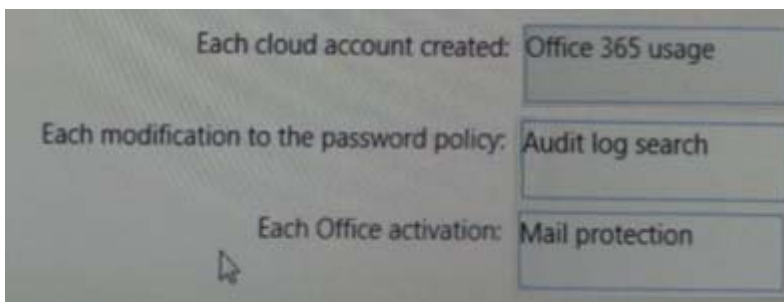 Each cloud account created: Office 365 usage
Each modification to the password policy: Audit log search
Each Office activation: Mail protection